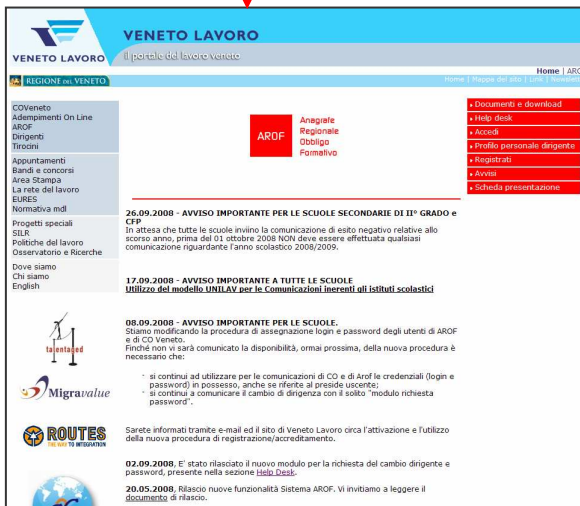 VENETO LAVORO
VENETO LAVORO
il portale del lavoro veneto
Home | ARO
REGIONE DEL VENETO
Home | Mappa del sito | Link | Newslett
COVeneto
Adempimenti On Line
AROF
Dirigenti
Tirocini
Appuntamenti
Bandi e concorsi
Area Stampa
La rete del lavoro
EURES
Normativa mdl
Progetti speciali
SILR
Politiche del lavoro
Osservatorio e Ricerche
Dove siamo
Chi siamo
English
talentaged
Migravalue
ROUTES
THE WAY TO INTEGRATION
AROF
Anagrafe
Regionale
Obbligo
Formativo
26.09.2008 - AVVISO IMPORTANTE PER LE SCUOLE SECONDARIE DI II° GRADO e
CFP
In attesa che tutte le scuole inviino la comunicazione di esito negativo relative allo
scorso anno, prima del 01 ottobre 2008 NON deve essere effettuata qualsiasi
comunicazione riguardante l'anno scolastico 2008/2009.
17.09.2008 - AVVISO IMPORTANTE A TUTTE LE SCUOLE
Utilizzo del modello UNILAV per le Comunicazioni inerenti gli istituti scolastici
08.09.2008 - AVVISO IMPORTANTE PER LE SCUOLE.
Stiamo modificando la procedura di assegnazione login e password degli utenti di AROF
e di CO Veneto.
Finché non vi sarà comunicato la disponibilità, ormai prossima, della nuova procedura è
necessario che:
si continui ad utilizzare per le comunicazioni di CO e di Arof le credenziali (login e
password) in possesso, anche se riferite al preside uscente;
si continui a comunicare il cambio di dirigenza con il solito "modulo richiesta
password".
Sarete informati tramite e-mail ed il sito di Veneto Lavoro circa l'attivazione e l'utilizzo
della nuova procedura di registrazione/accreditamento.
02.09.2008, E' stato rilasciato il nuovo modulo per la richiesta del cambio dirigente e
password, presente nella sezione Help Desk.
20.05.2008, Rilascio nuove funzionalità Sistema AROF. Vi invitiamo a leggere il
documento di rilascio.
Documenti e download
Help desk
Accedi
Profilo personale dirigente
Registrati
Avvisi
Scheda presentazione